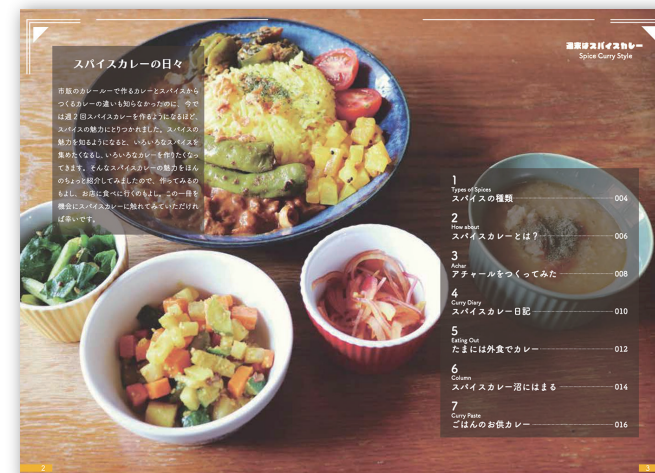 スパイスカレーの日々
市販のカレールーで作るカレーとスパイスから
つくるカレーの違いも知らなかったのに、今で
は週2回スパイスカレーを作るようになるほど、
スパイスの魅力にとりつかれました。スパイスの
魅力を知るようになると、いろいろなスパイスを
集めたくなるし、いろいろなカレーを作りたくなっ
てきます。そんなスパイスカレーの魅力をほん
のちょっと紹介してみましたので、作ってみるの
もよし、お店に食べに行くのもよし。この一冊を
機会にスパイスカレーに触れてみていただけれ
ば幸いです。
2
週末はスパイスカレー
Spice Curry Style
1
Types of Spices
スパイスの種類 004
2
How about
スパイスカレーとは? 006
3
Achar
アチャールをつくってみた 008
4
Curry Diary
スパイスカレー日記 010
5
Eating Out
たまには外食でカレー 012
6
Column
スパイスカレー沼にはまる 014
7
Curry Paste
ごはんのお供カレー 016
3